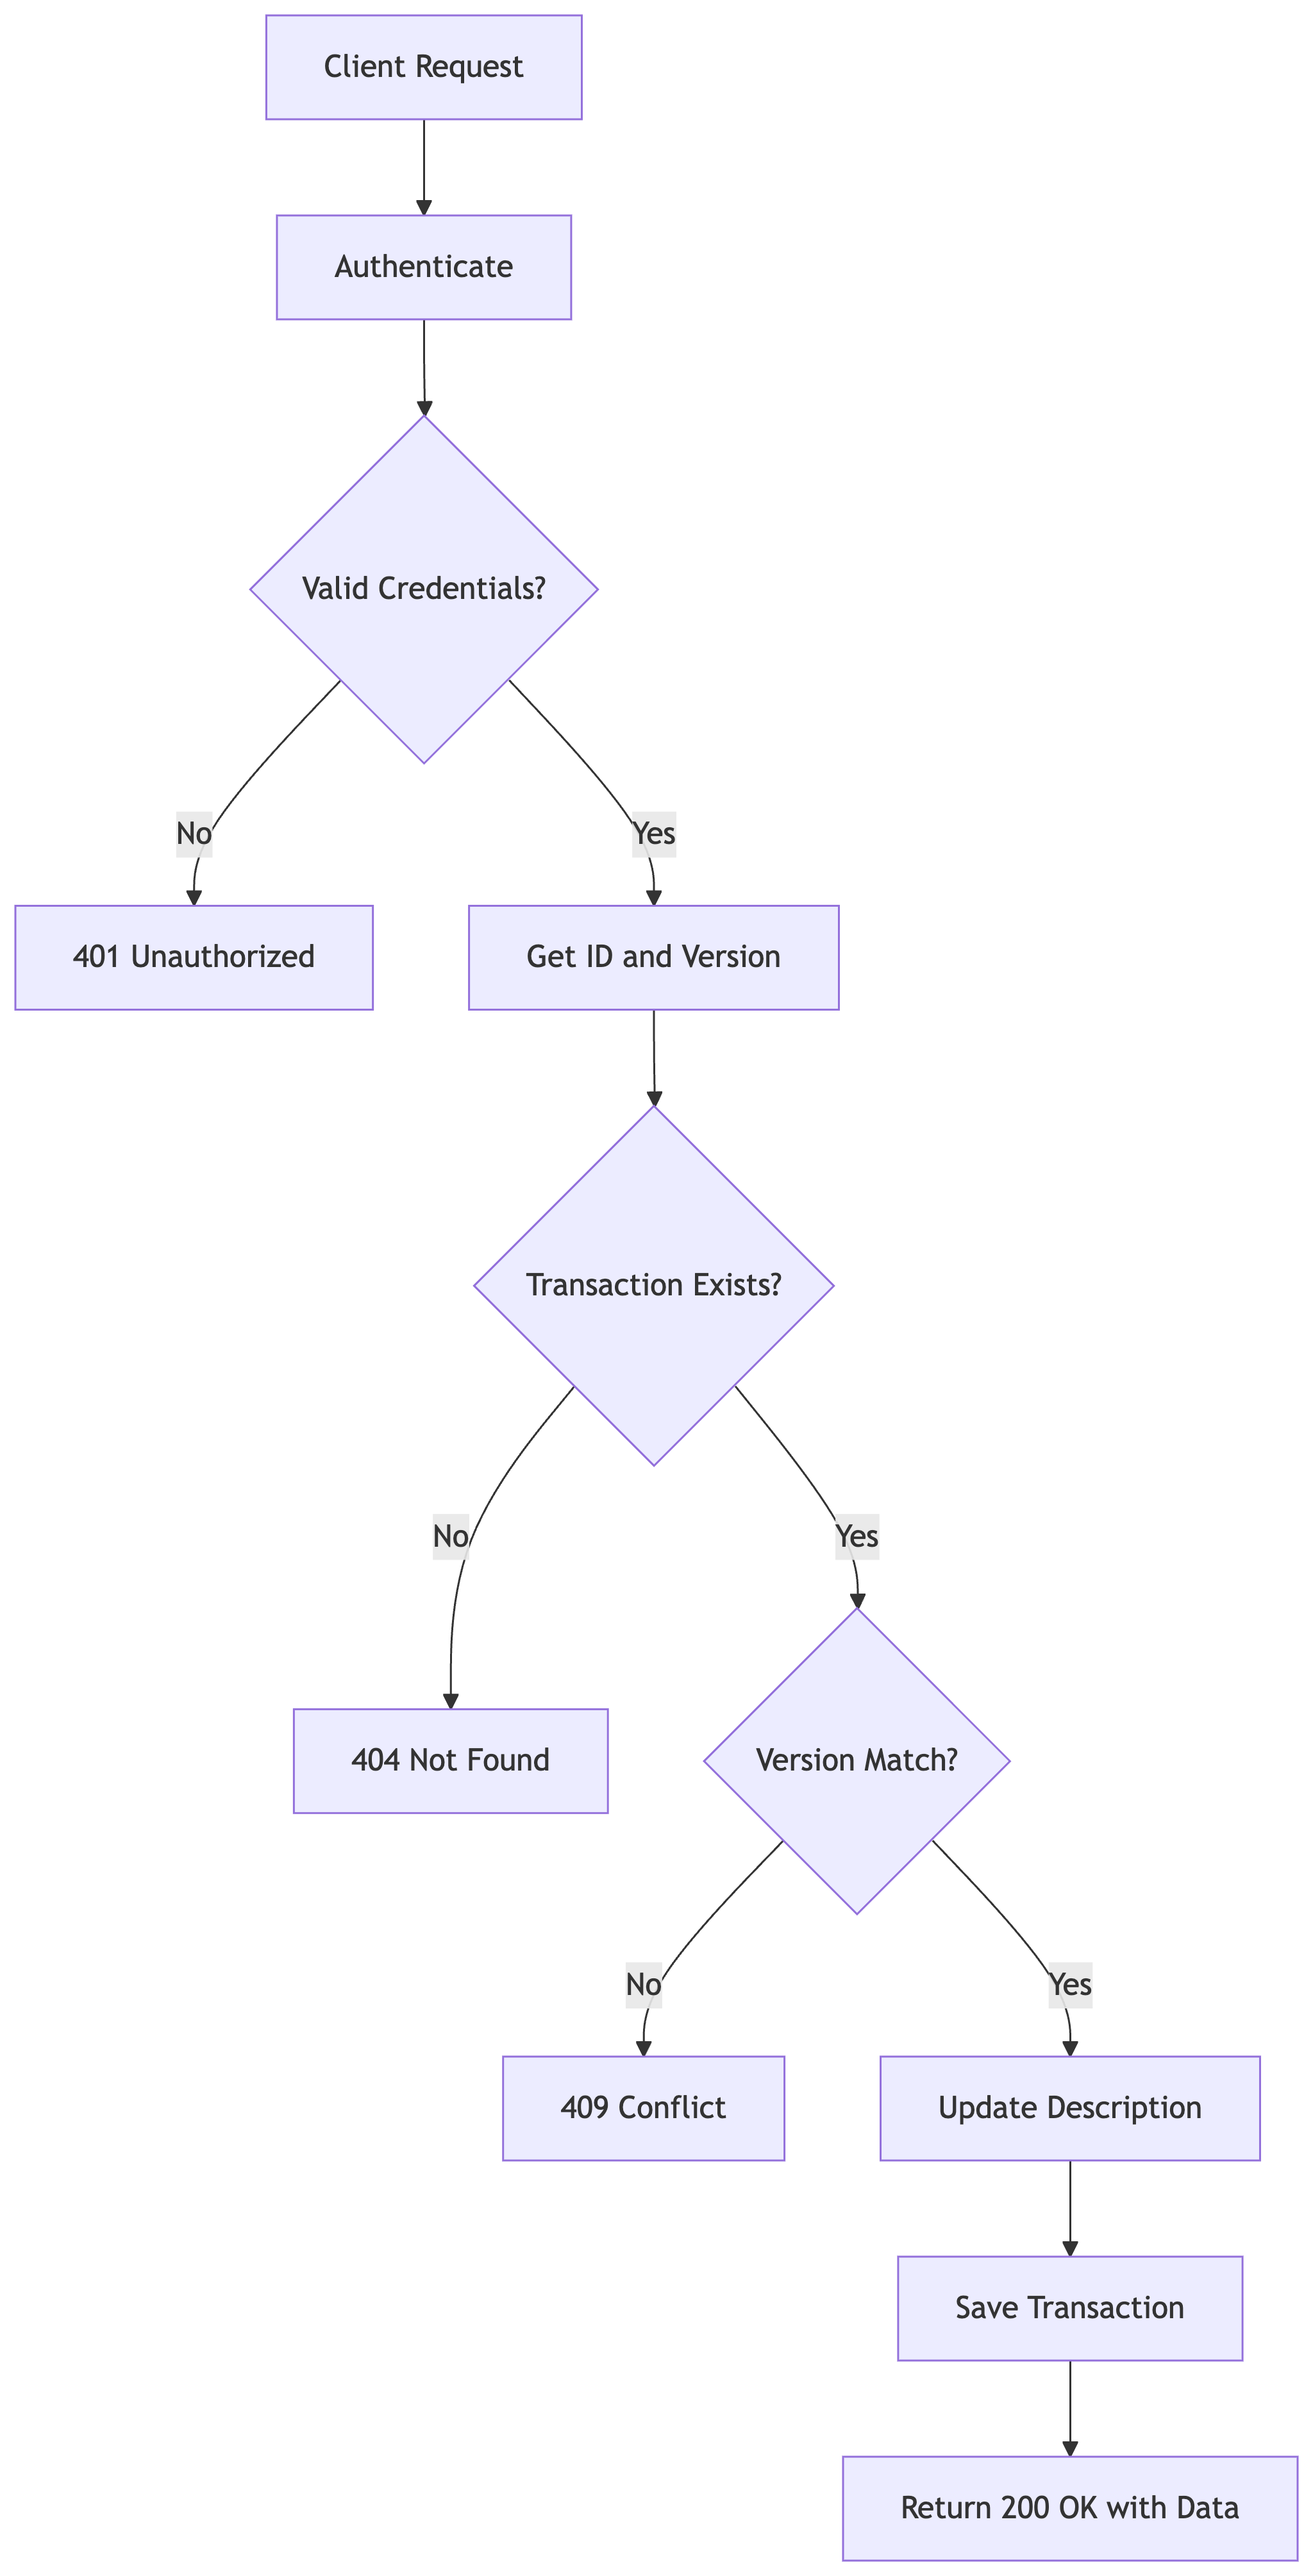 Client Request
Authenticate
Valid Credentials?
No
Yes
401 Unauthorized
Get ID and Version
Transaction Exists?
No
Yes
404 Not Found
Version Match?
No
Yes
409 Conflict
Update Description
Save Transaction
Return 200 OK with Data